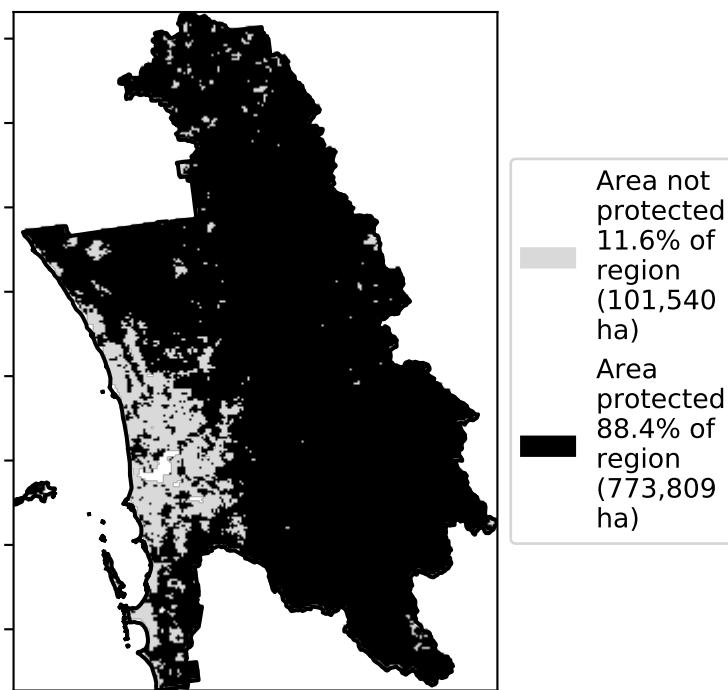 Area not
protected
11.6% of
region
(101,540
ha)
Area
protected
88.4% of
region
(773,809
ha)